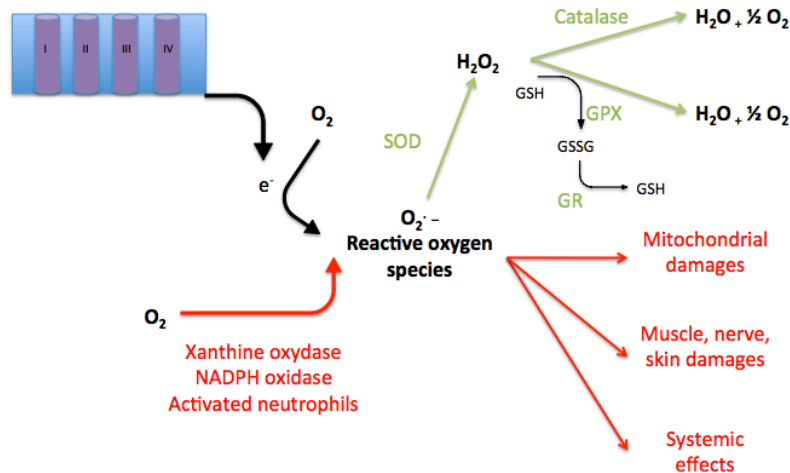 I II III IV
Catalase
H₂O + ½ O₂
H₂O₂
O₂
GSH
GPX
H₂O + ½ O₂
SOD
GSSG
e⁻
GSH
GR
O₂·⁻
Reactive oxygen
species
Mitochondrial
damages
O₂
Xanthine oxydase
NADPH oxidase
Activated neutrophils
Muscle, nerve,
skin damages
Systemic
effects